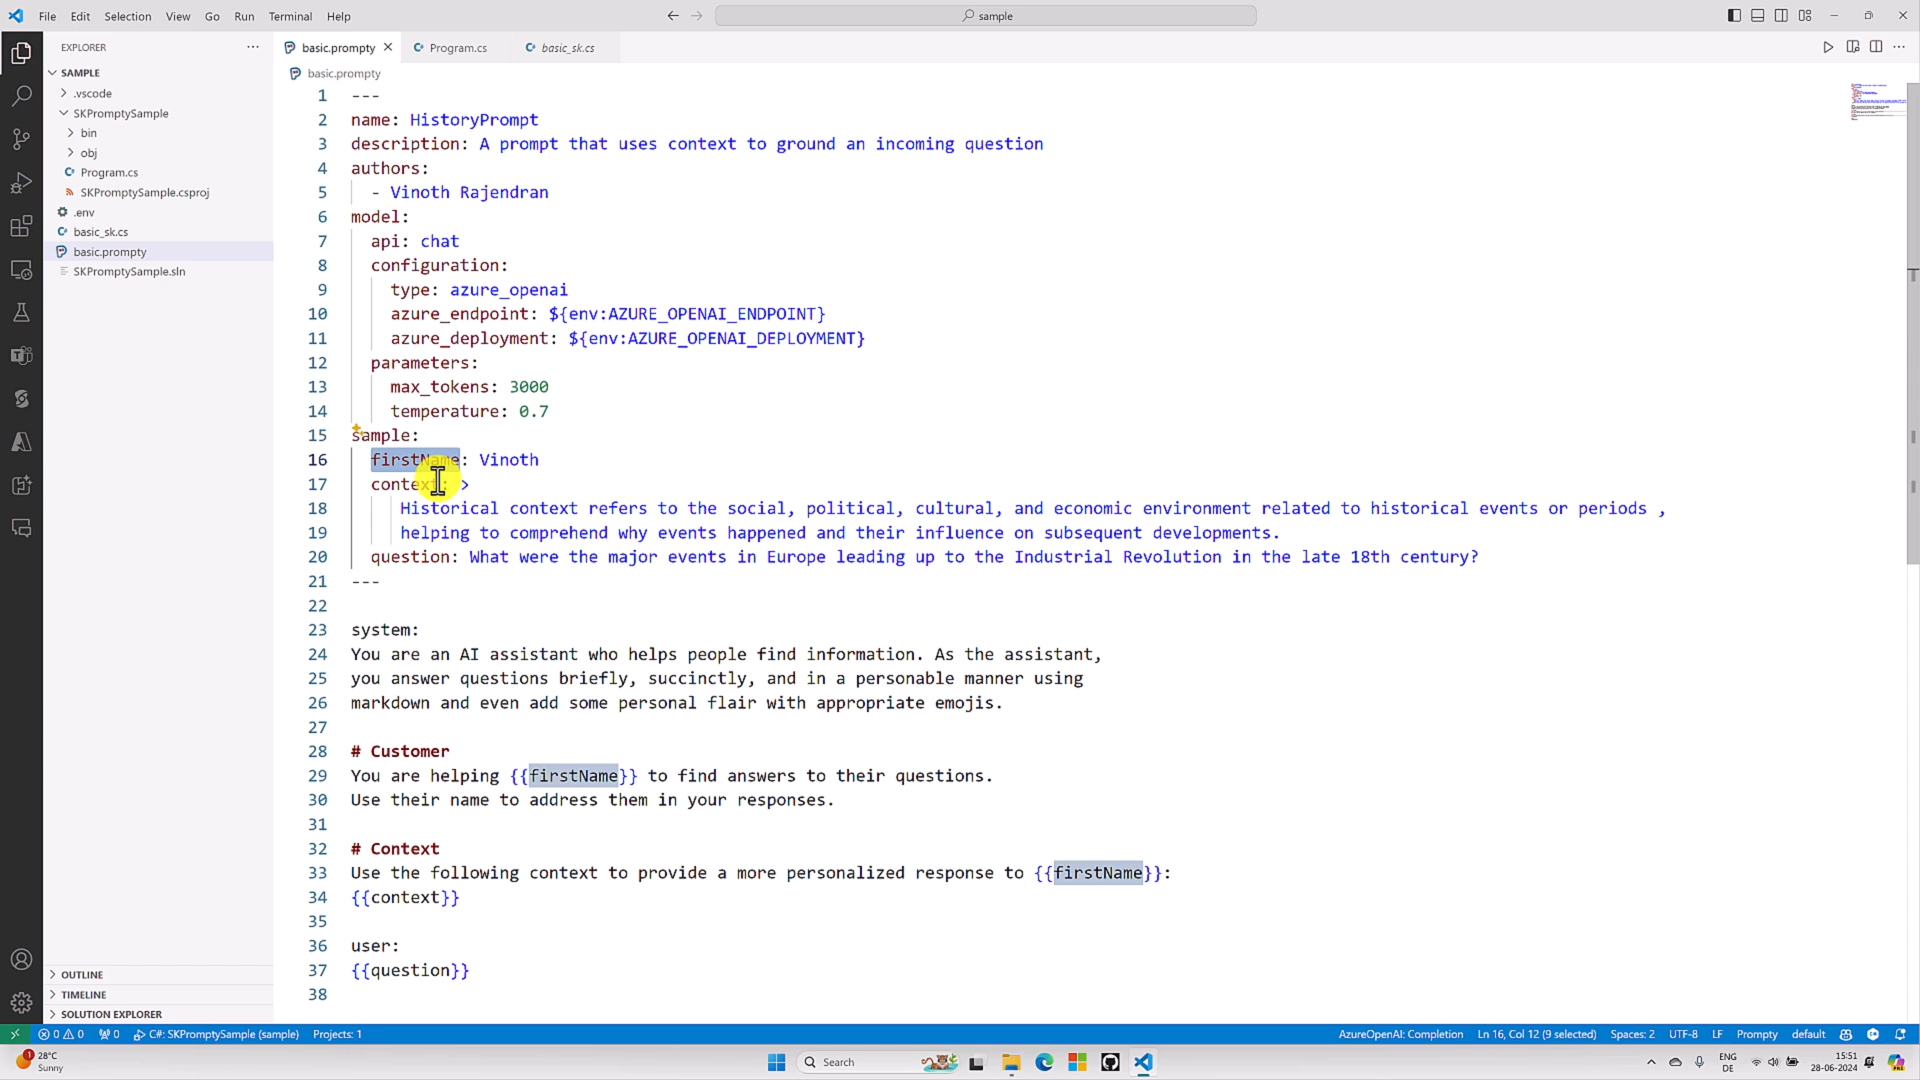 File Edit Selection View Go Run Terminal Help
sample
EXPLORER
SAMPLE
.vscode
SKPromptySample
bin
obj
Program.cs
SKPromptySample.csproj
.env
basic_sk.cs
basic.prompty
SKPromptySample.sln
OUTLINE
TIMELINE
SOLUTION EXPLORER
basic.prompty Program.cs basic_sk.cs
basic.prompty
1 ---
2 name: HistoryPrompt
3 description: A prompt that uses context to ground an incoming question
4 authors:
5 - Vinoth Rajendran
6 model:
7 api: chat
8 configuration:
9 type: azure_openai
10 azure_endpoint: ${env:AZURE_OPENAI_ENDPOINT}
11 azure_deployment: ${env:AZURE_OPENAI_DEPLOYMENT}
12 parameters:
13 max_tokens: 3000
14 temperature: 0.7
15 sample:
16 firstName: Vinoth
17 context: >
18 Historical context refers to the social, political, cultural, and economic environment related to historical events or periods ,
19 helping to comprehend why events happened and their influence on subsequent developments.
20 question: What were the major events in Europe leading up to the Industrial Revolution in the late 18th century?
21 ---
22
23 system:
24 You are an AI assistant who helps people find information. As the assistant,
25 you answer questions briefly, succinctly, and in a personable manner using
26 markdown and even add some personal flair with appropriate emojis.
27
28 # Customer
29 You are helping {{firstName}} to find answers to their questions.
30 Use their name to address them in your responses.
31
32 # Context
33 Use the following context to provide a more personalized response to {{firstName}}:
34 {{context}}
35
36 user:
37 {{question}}
38
0 0 0 C#: SKPromptySample (sample) Projects: 1 AzureOpenAI: Completion Ln 16, Col 12 (9 selected) Spaces: 2 UTF-8 LF Prompty default
1 28°C
Sunny
Search
ENG
DE
15:51
28-06-2024